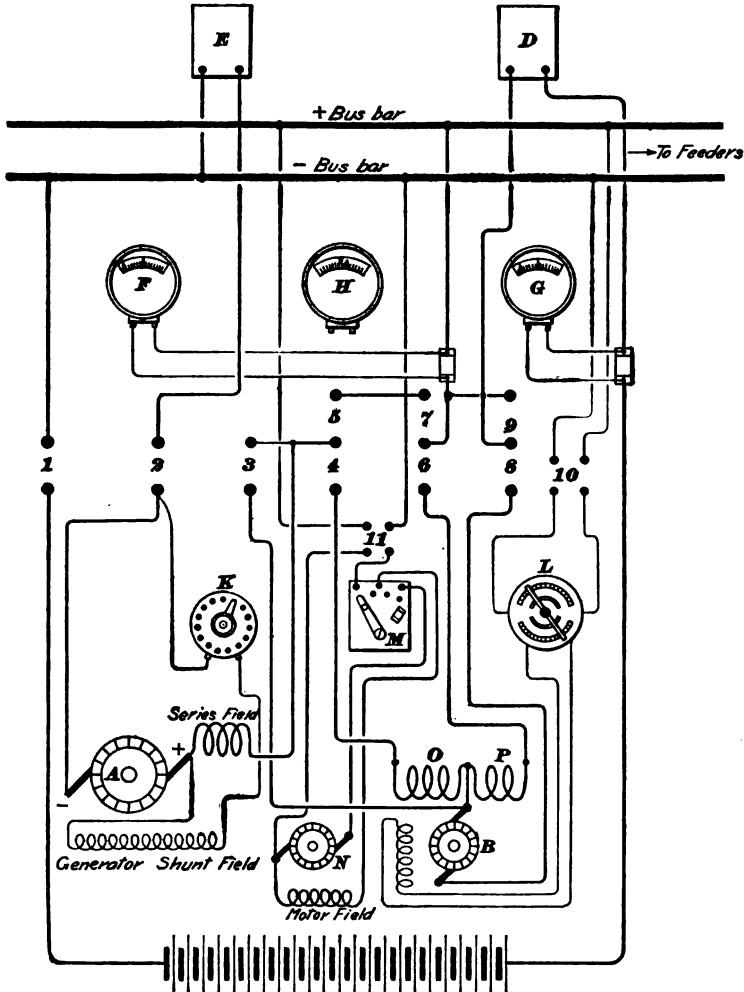 E
D
+ Bus bar
To Feeders
− Bus bar
F
H
G
5
7
9
1
2
3
4
6
8
10
11
K
L
M
Series Field
+
A
O
P
−
B
N
Generator Shunt Field
Motor Field